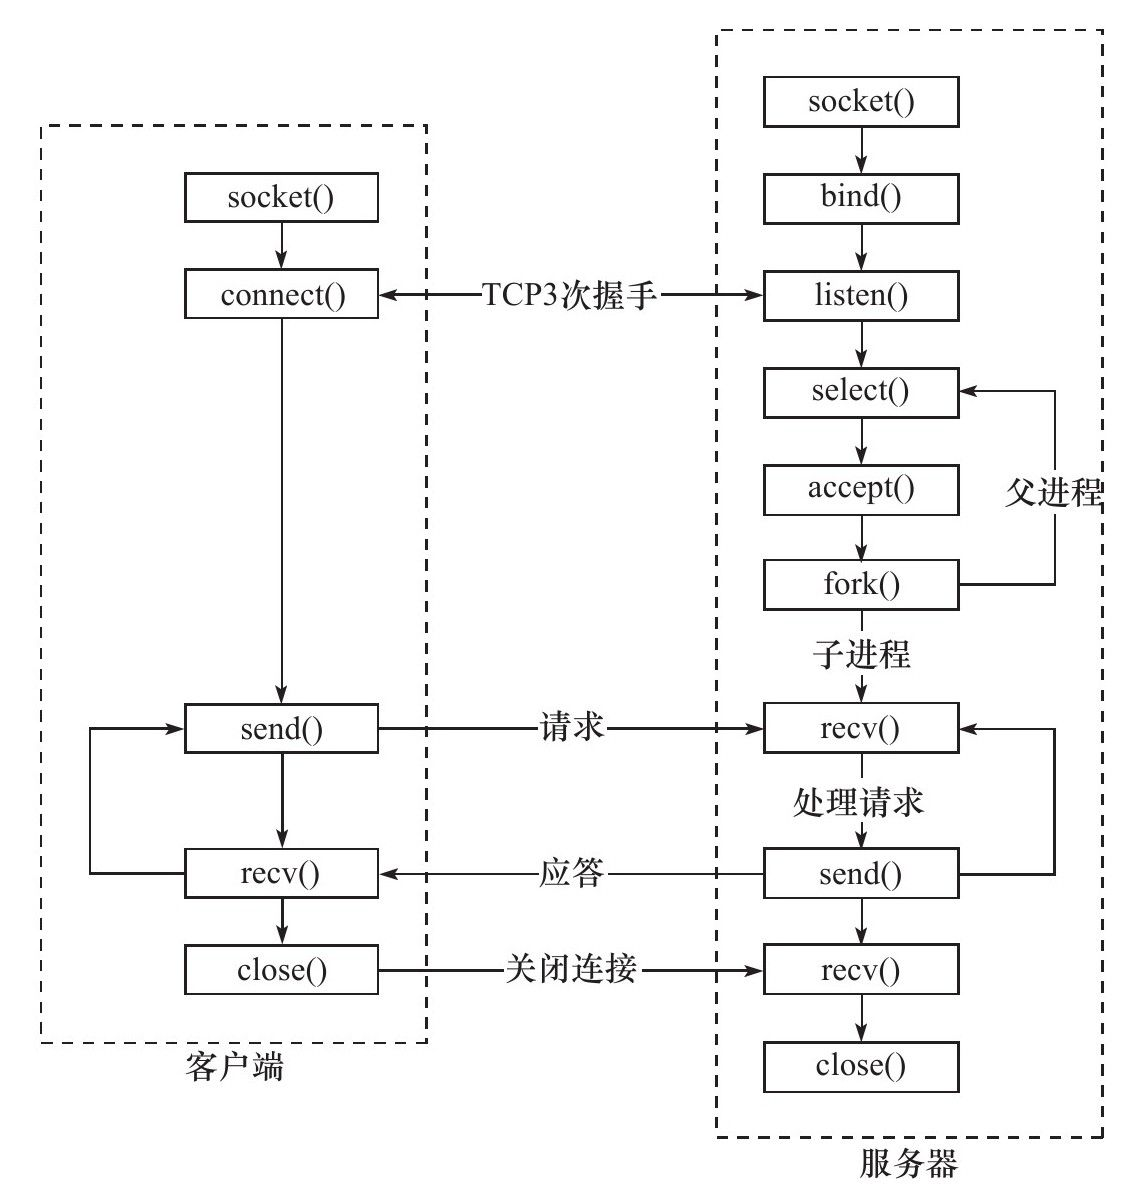 socket()
socket()
bind()
connect()
TCP3次握手
listen()
select()
accept()
父进程
fork()
子进程
send()
请求
recv()
处理请求
recv()
应答
send()
close()
关闭连接
recv()
close()
客户端
服务器